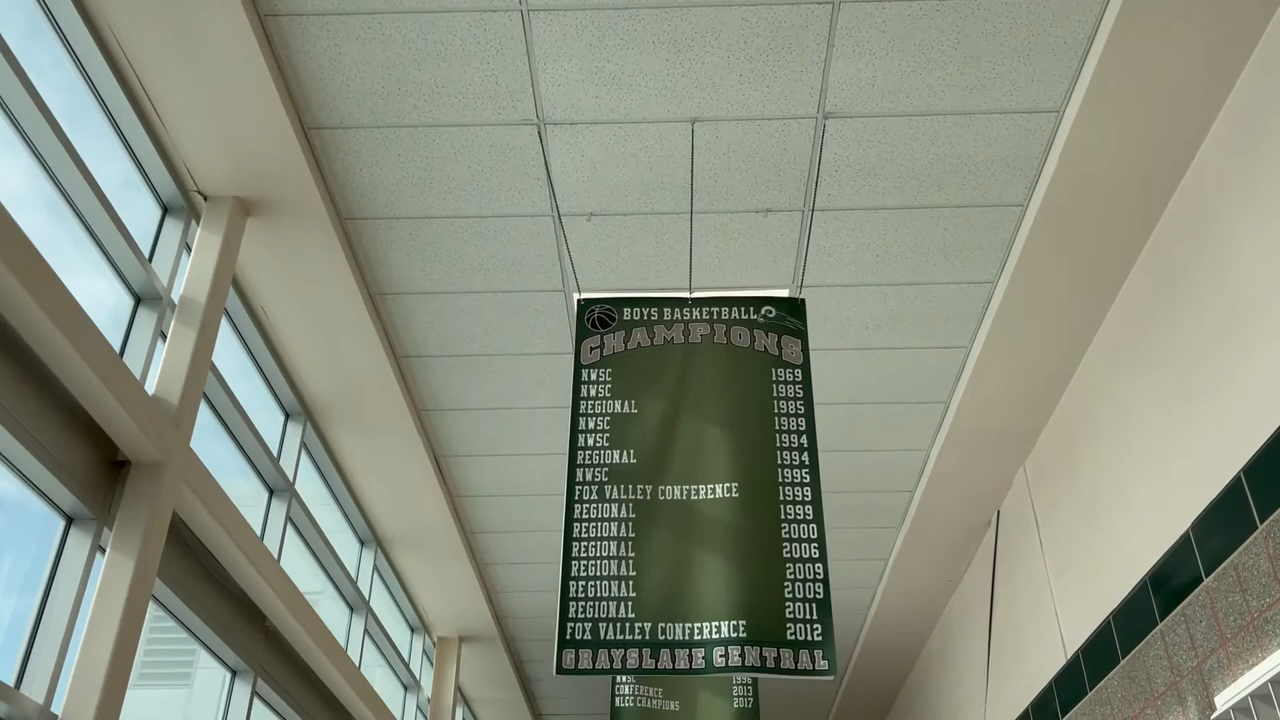 BOYS BASKETBALL
CHAMPIONS
NWSC 1969
NWSC 1985
REGIONAL 1985
NWSC 1989
NWSC 1994
REGIONAL 1994
NWSC 1995
FOX VALLEY CONFERENCE 1999
REGIONAL 1999
REGIONAL 2000
REGIONAL 2006
REGIONAL 2009
REGIONAL 2009
REGIONAL 2011
FOX VALLEY CONFERENCE 2012
GRAYSLAKE CENTRAL
NWSC 1996
CONFERENCE 2013
NLCC CHAMPIONS 2017